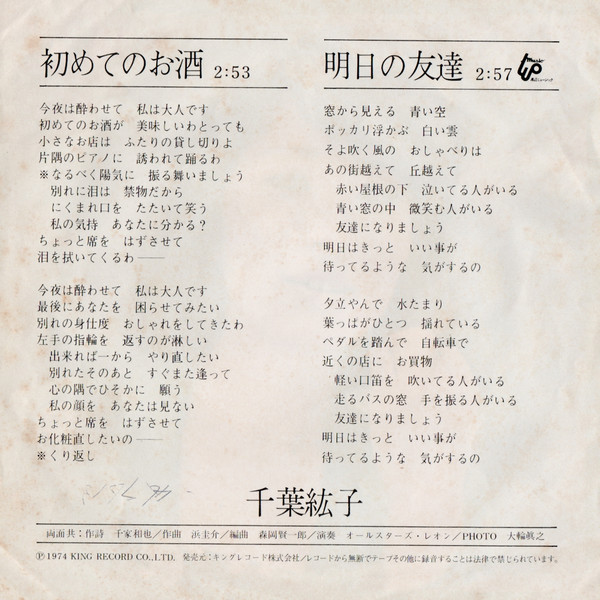 初めてのお酒 2:53
今夜は酔わせて 私は大人です
初めてのお酒が 美味しいわとっても
小さなお店は ふたりの貸し切りよ
片隅のピアノに 誘われて踊るわ
※なるべく陽気に 振る舞いましょう
別れに泪は 禁物だから
にくまれ口を たたいて笑う
私の気持 あなたに分かる?
ちょっと席を はずさせて
泪を拭いてくるわ──
今夜は酔わせて 私は大人です
最後にあなたを 困らせてみたい
別れの身仕度 おしゃれをしてきたわ
左手の指輪を 返すのが淋しい
出来れば一から やり直したい
別れたそのあと すぐまた逢って
心の隅でひそかに 願う
私の顔を あなたは見ない
ちょっと席を はずさせて
お化粧直したいの──
※くり返し
明日の友達 2:57
窓から見える 青い空
ポッカリ浮かぶ 白い雲
そよ吹く風の おしゃべりは
あの街越えて 丘越えて
赤い屋根の下 泣いてる人がいる
青い窓の中 微笑む人がいる
友達になりましょう
明日はきっと いい事が
待ってるような 気がするの
夕立やんで 水たまり
葉っぱがひとつ 揺れている
ペダルを踏んで 自転車で
近くの店に お買物
軽い口笛を 吹いてる人がいる
走るバスの窓 手を振る人がいる
友達になりましょう
明日はきっと いい事が
待ってるような 気がするの
千葉紘子
両面共:作詩 千家和也/作曲 浜圭介/編曲 森岡賢一郎/演奏 オールスターズ・レオン/PHOTO 大輪眞之
Ⓟ1974 KING RECORD CO.,LTD. 発売元:キングレコード株式会社/レコードから無断でテープその他に録音することは法律で禁じられています。